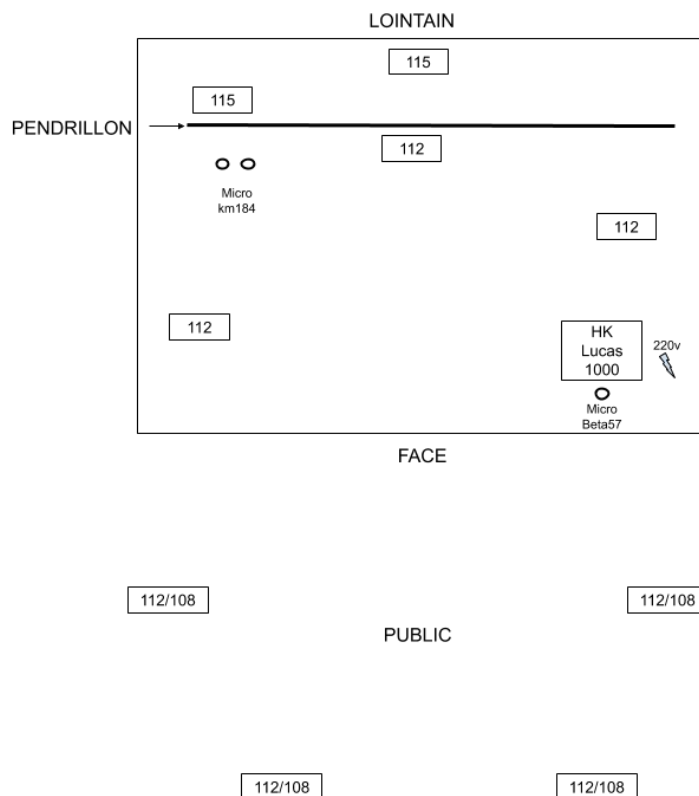 LOINTAIN
115
115
PENDRILLON
112
Micro
km184
112
112
HK
Lucas
1000
220v
Micro
Beta57
FACE
112/108
112/108
PUBLIC
112/108
112/108